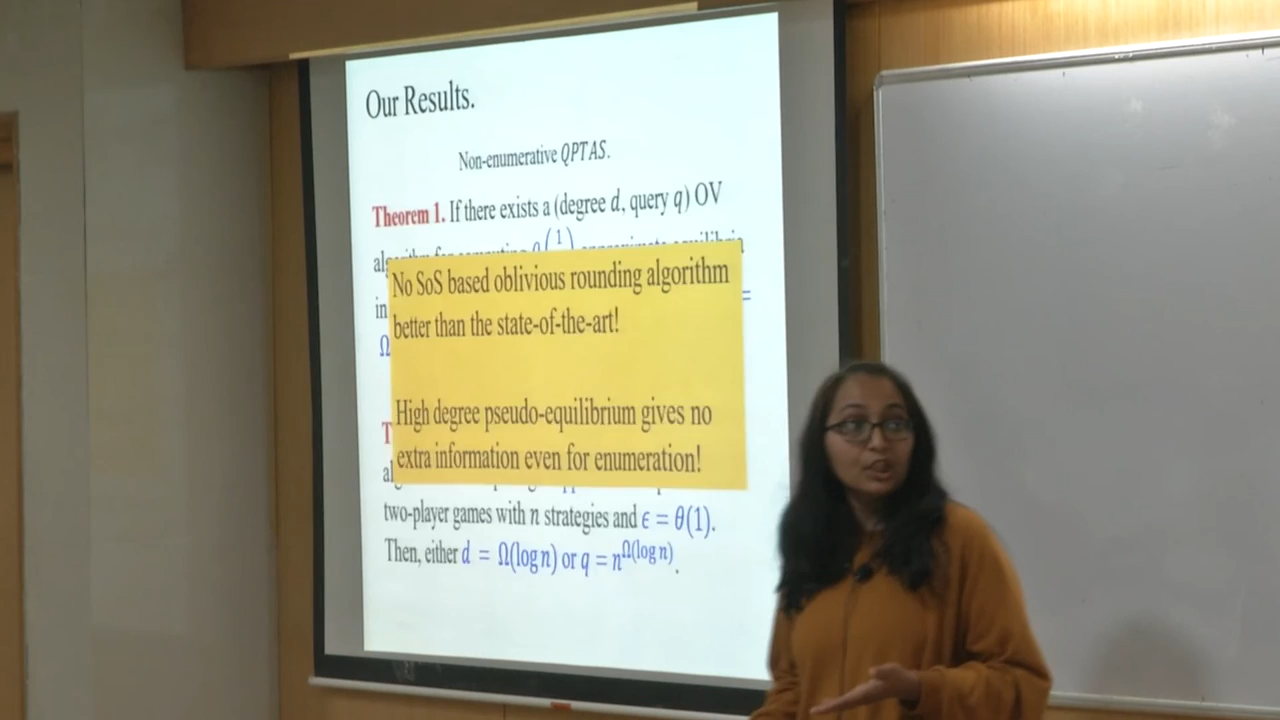 Our Results.
Non-enumerative QPTAS.
Theorem 1. If there exists a (degree d, query q) OV
No SoS based oblivious rounding algorithm
in
better than the state-of-the-art!
Ω
High degree pseudo-equilibrium gives no
extra information even for enumeration!
two-player games with n strategies and ϵ = θ(1).
Then, either d = Ω(log n) or q = n^Ω(log n).